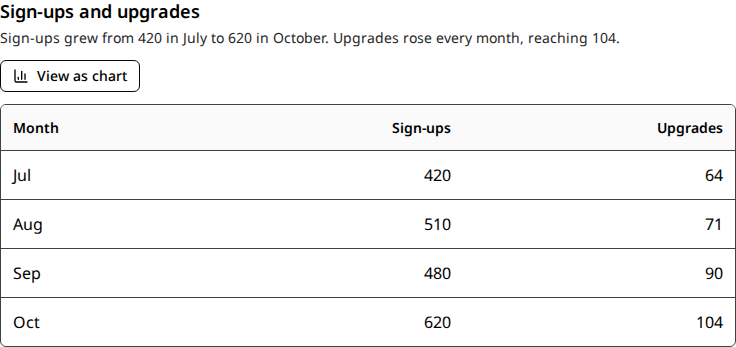 Sign-ups and upgrades
Sign-ups grew from 420 in July to 620 in October. Upgrades rose every month, reaching 104.
View as chart
Month Sign-ups Upgrades
Jul 420 64
Aug 510 71
Sep 480 90
Oct 620 104